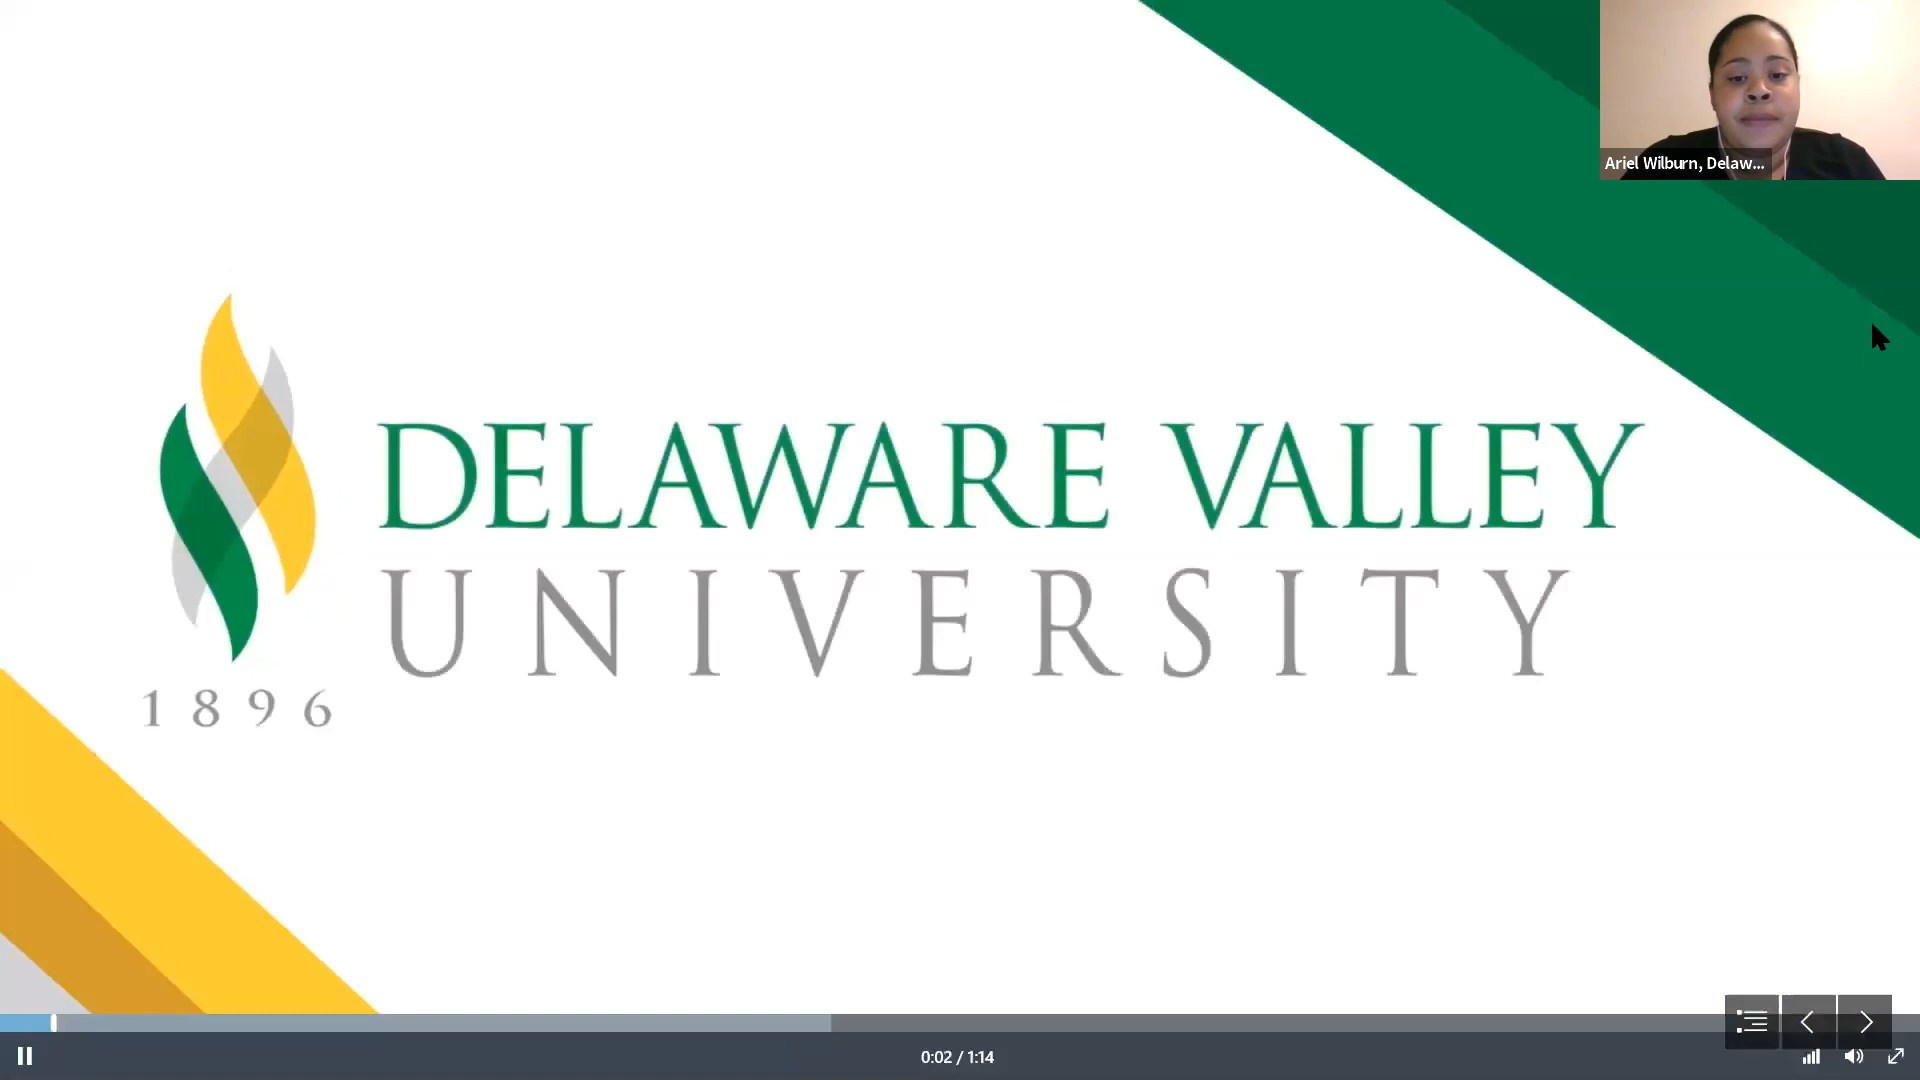 Ariel Wilburn, Delaw...
DELAWARE VALLEY
UNIVERSITY
1896
0:02 / 1:14